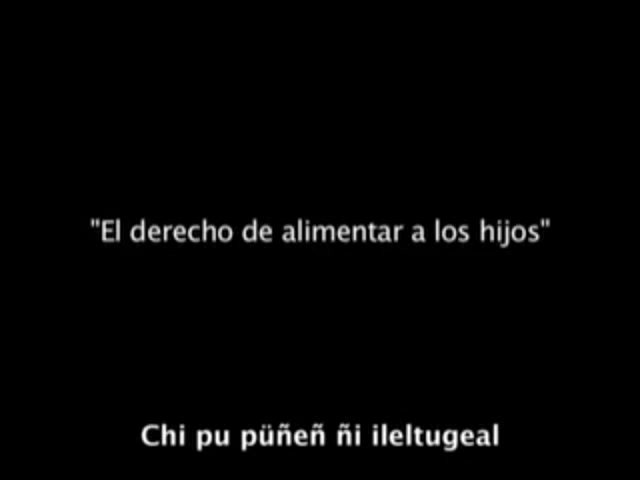 "El derecho de alimentar a los hijos"
Chi pu püñeñ ñi ileltugeal